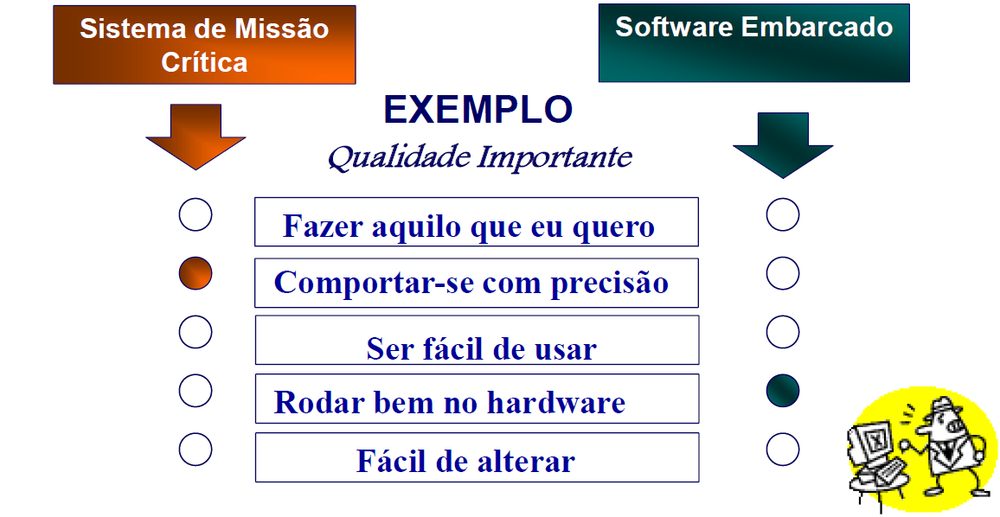 Sistema de Missão
Crítica
Software Embarcado
EXEMPLO
Qualidade Importante
Fazer aquilo que eu quero
Comportar-se com precisão
Ser fácil de usar
Rodar bem no hardware
Fácil de alterar